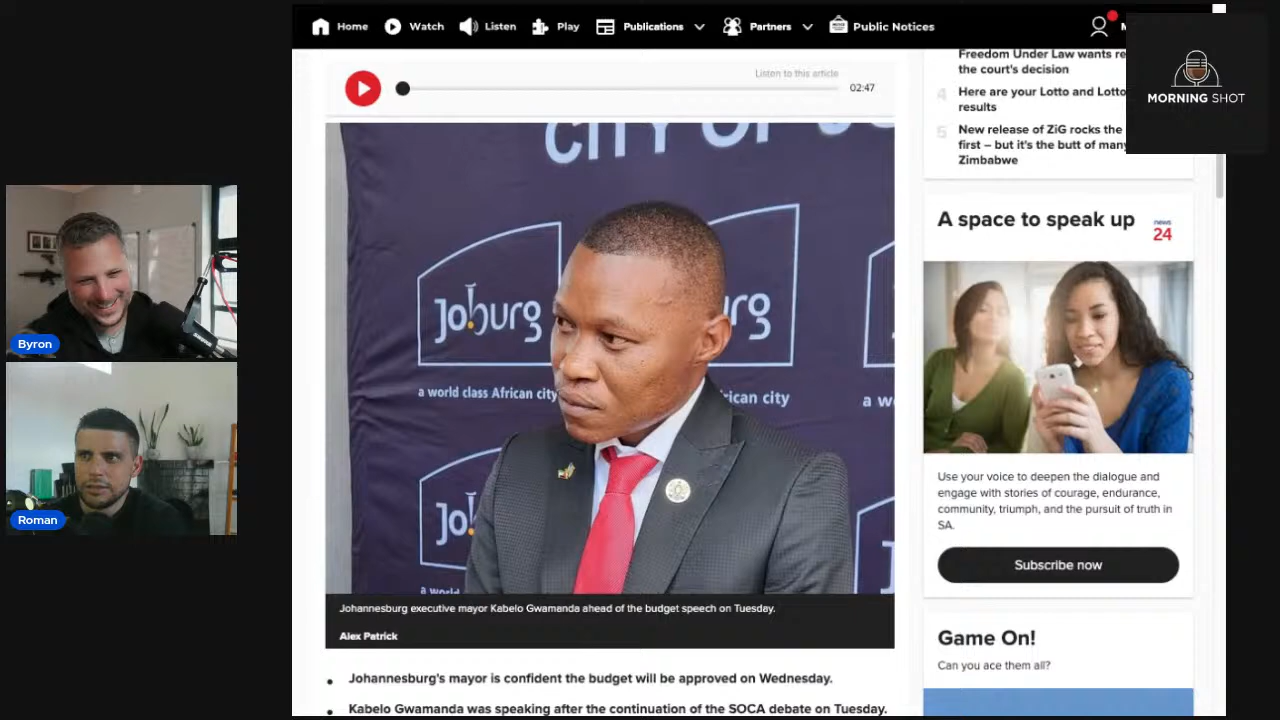 Home
Watch
Listen
Play
Publications
Partners
Public Notices
MORNING SHOT
Listen to this article
02:47
Freedom Under Law wants
the court's decision
4
Here are your Lotto and Lotto
results
5
New release of ZiG rocks the
first – but it's the butt of many
Zimbabwe
CITY OF
Joburg
a world class African city
rg
rican city
a w
Jo
a world
Johannesburg executive mayor Kabelo Gwamanda ahead of the budget speech on Tuesday.
Alex Patrick
Johannesburg's mayor is confident the budget will be approved on Wednesday.
Kabelo Gwamanda was speaking after the continuation of the SOCA debate on Tuesday.
A space to speak up
news
24
Use your voice to deepen the dialogue and
engage with stories of courage, endurance,
community, triumph, and the pursuit of truth in
SA.
Subscribe now
Game On!
Can you ace them all?
Byron
Roman